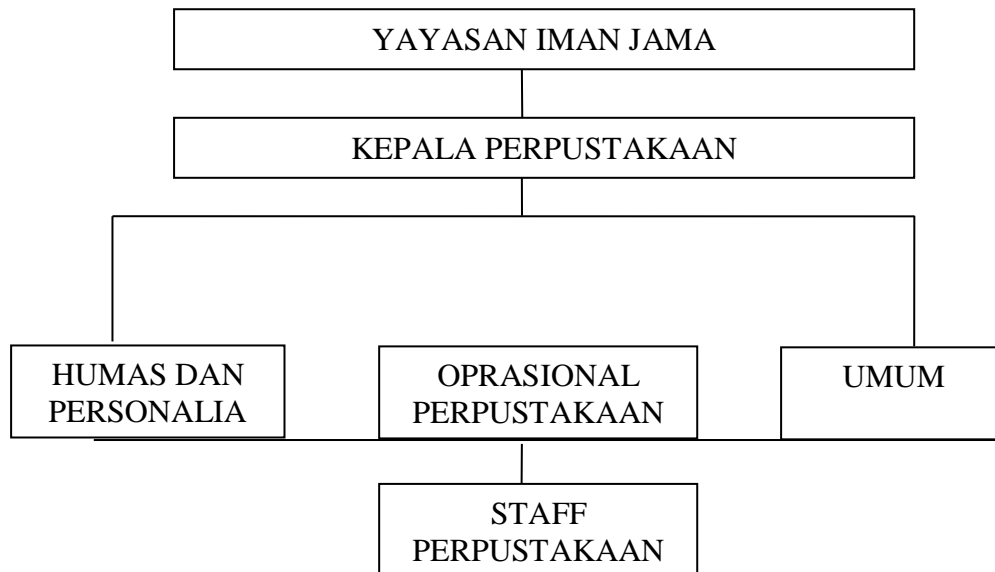 YAYASAN IMAN JAMA
KEPALA PERPUSTAKAAN
HUMAS DAN
PERSONALIA
OPRASIONAL
PERPUSTAKAAN
UMUM
STAFF
PERPUSTAKAAN